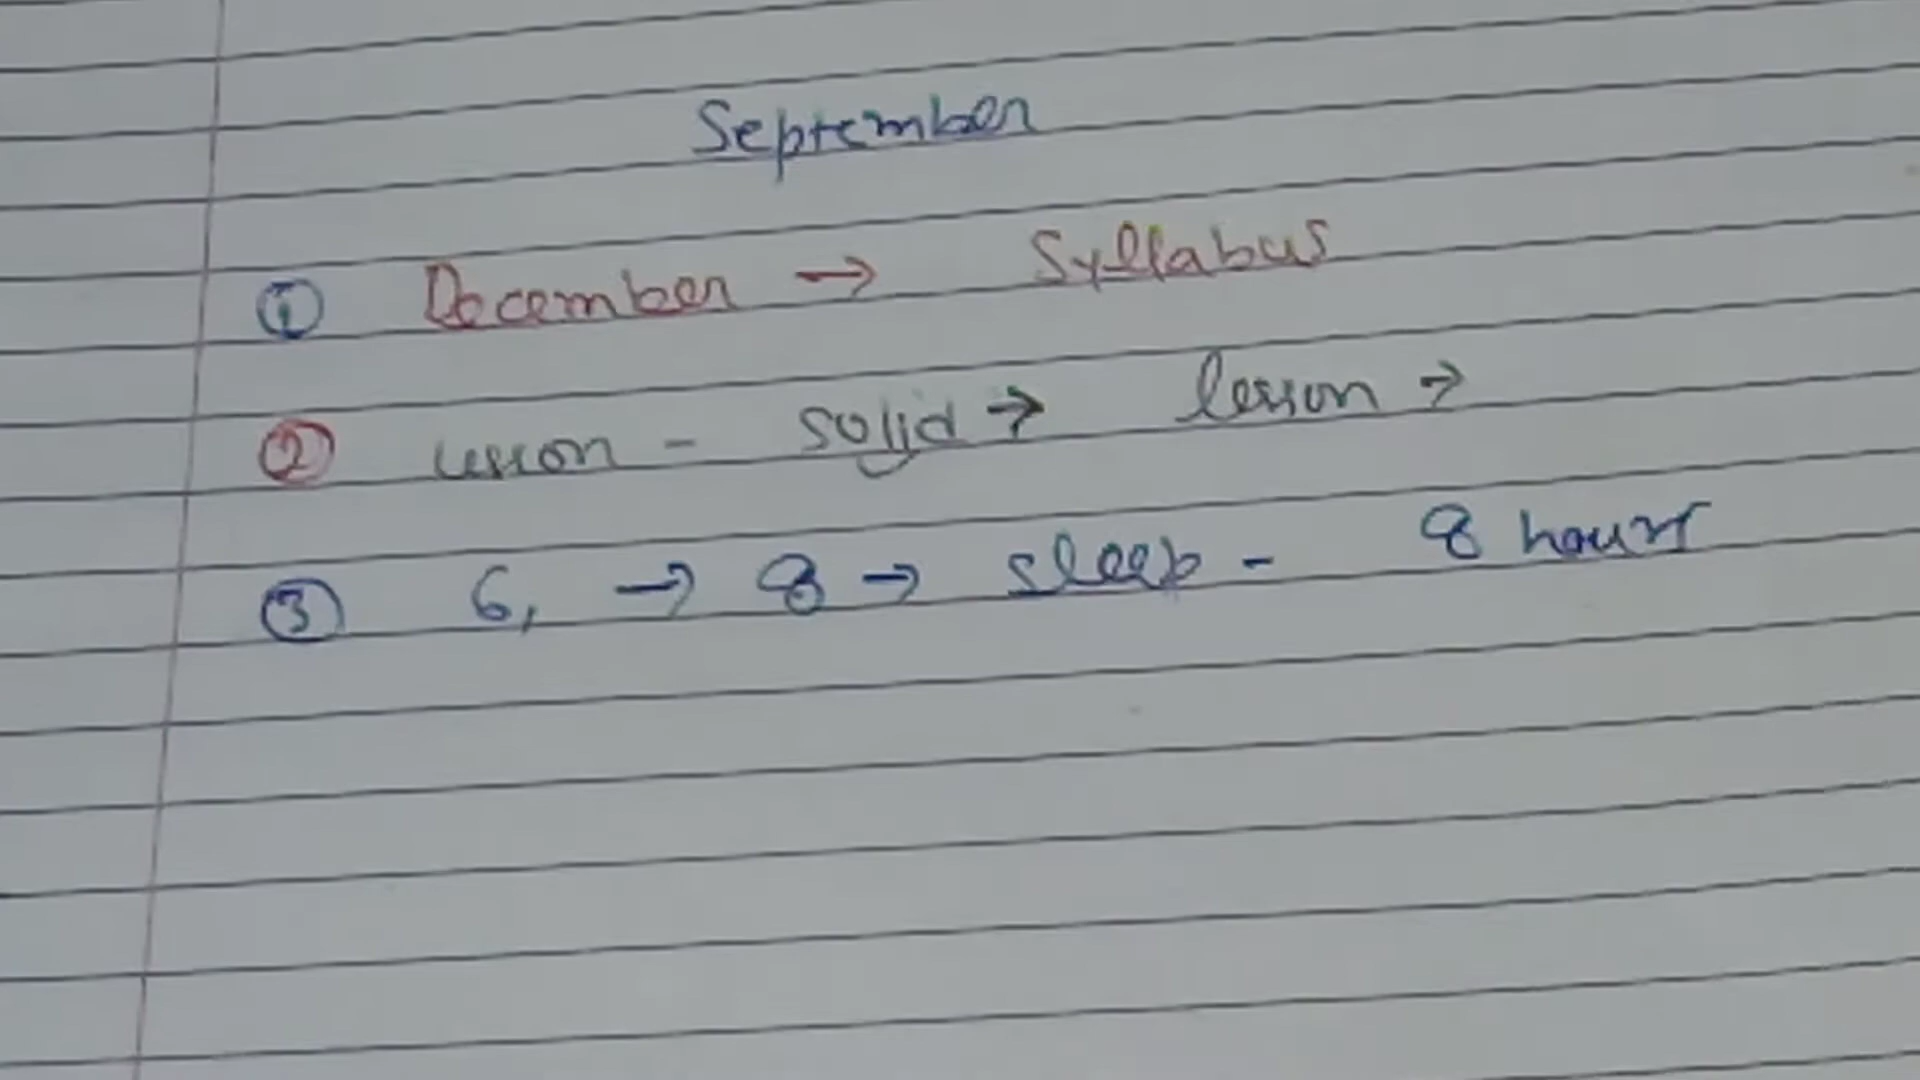 September
① December → Syllabus
② lesson - solid → lesson →
③ 6, → 8 → sleep - 8 hours